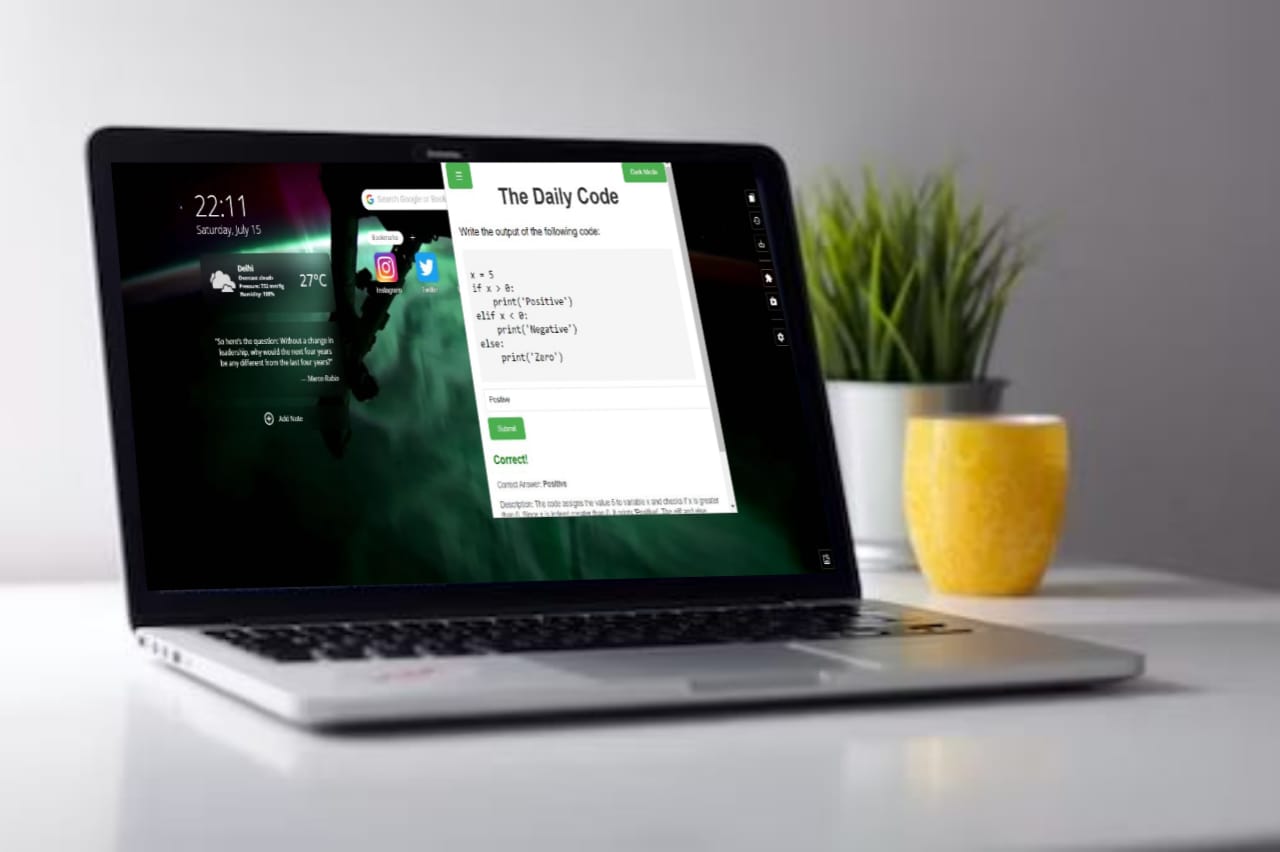 22:11
Saturday, July 15
Delhi
Overcast clouds
Pressure: 752 mmHg
Humidity: 100%
27°C
"So here's the question: Without a change in
leadership, why would the next four years
be any different from the last four years?"
— Marco Rubio
Add Note
Search Google or Book
Bookmarks
Instagram
Twitter
Dark Mode
The Daily Code
Write the output of the following code:
x = 5
if x > 0:
    print('Positive')
elif x < 0:
    print('Negative')
else:
    print('Zero')
Positive
Submit
Correct!
Correct Answer: Positive
Description: The code assigns the value 5 to variable x and checks if x is greater
than 0. Since x is indeed greater than 0, it prints 'Positive'. The elif and else